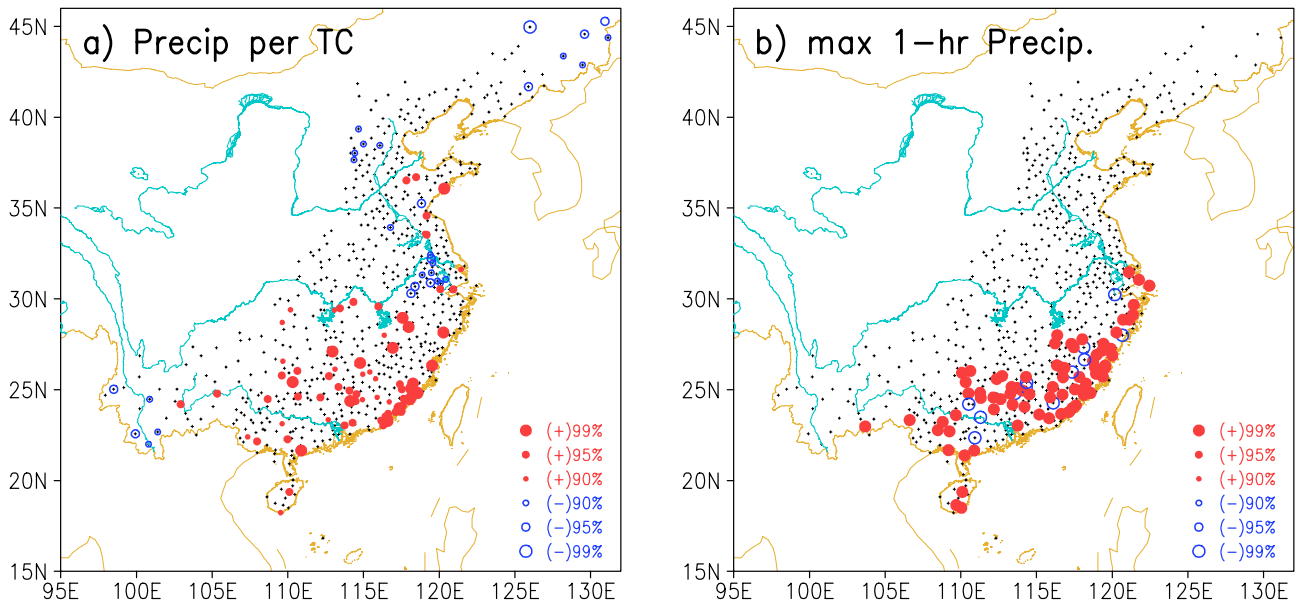 a) Precip per TC
45N
40N
35N
30N
25N
20N
15N
95E 100E 105E 110E 115E 120E 125E 130E
(+)99%
(+)95%
(+)90%
(−)90%
(−)95%
(−)99%
b) max 1−hr Precip.
45N
40N
35N
30N
25N
20N
15N
95E 100E 105E 110E 115E 120E 125E 130E
(+)99%
(+)95%
(+)90%
(−)90%
(−)95%
(−)99%